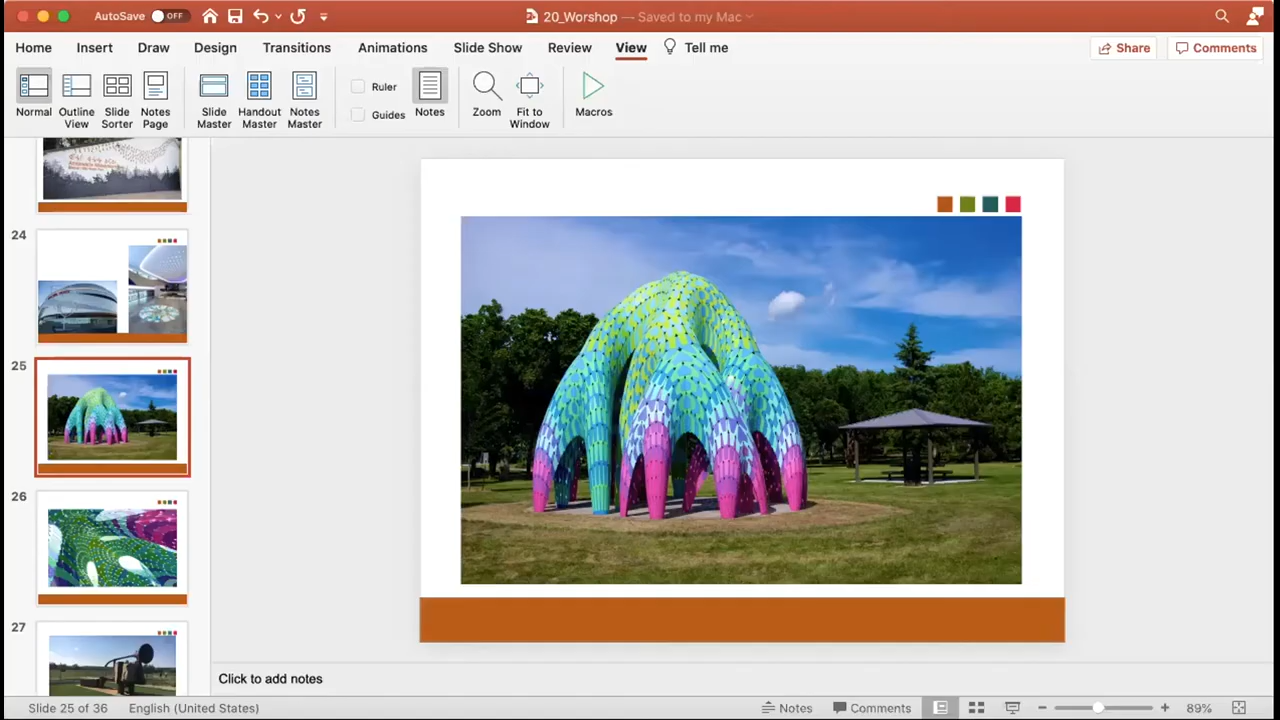 AutoSave OFF 20_Worshop — Saved to my Mac
Home Insert Draw Design Transitions Animations Slide Show Review View Tell me Share Comments
Normal Outline View Slide Sorter Notes Page Slide Master Handout Master Notes Master Ruler Guides Notes Zoom Fit to Window Macros
24
25
26
27
Click to add notes
Slide 25 of 36 English (United States) Notes Comments 89%